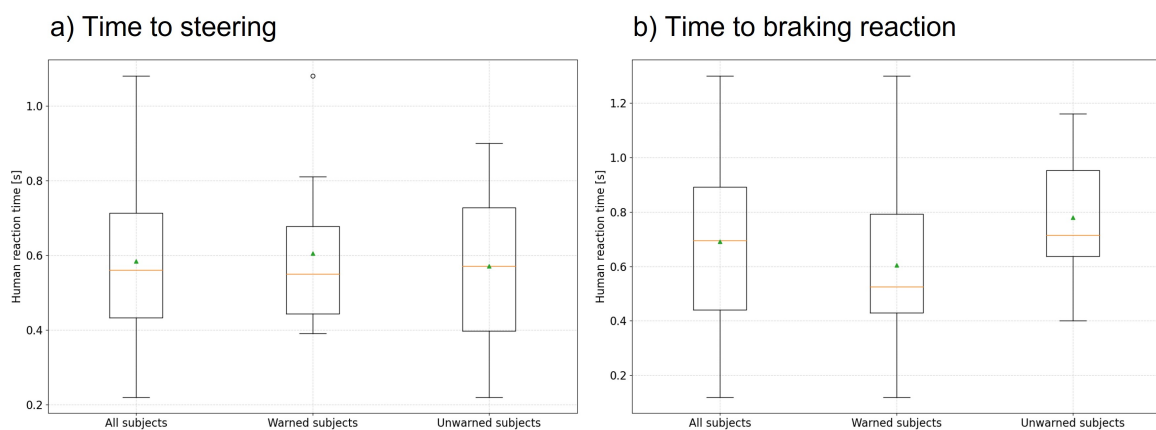 a) Time to steering
Human reaction time [s]
1.0
0.8
0.6
0.4
0.2
All subjects
Warned subjects
Unwarned subjects
b) Time to braking reaction
Human reaction time [s]
1.2
1.0
0.8
0.6
0.4
0.2
All subjects
Warned subjects
Unwarned subjects